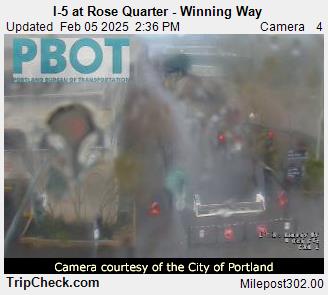 I-5 at Rose Quarter - Winning Way
Updated  Feb 05 2025  2:36 PM
Camera  4
PBOT
PORTLAND BUREAU OF TRANSPORTATION
Camera courtesy of the City of Portland
TripCheck.com
Milepost302.00